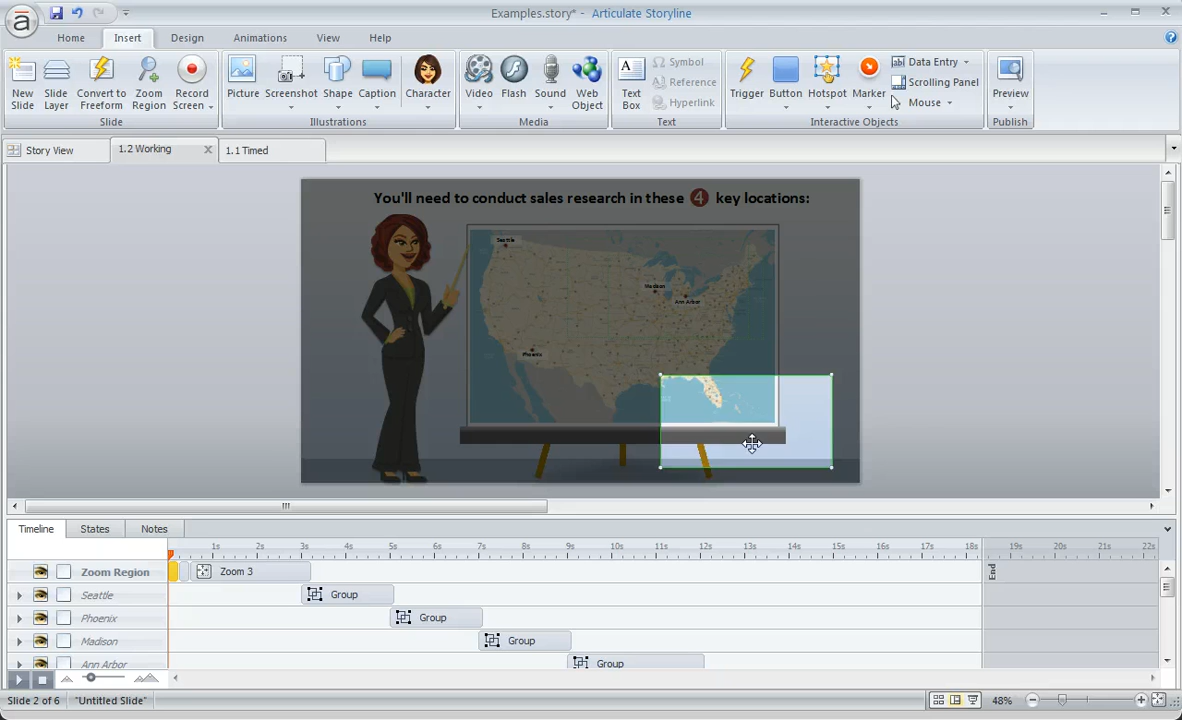 Examples.story* - Articulate Storyline
Home Insert Design Animations View Help
New Slide
Slide Layer
Convert to Freeform
Zoom Region
Record Screen
Slide
Picture
Screenshot
Shape
Caption
Character
Illustrations
Video
Flash
Sound
Web Object
Media
A
Text Box
Symbol
Reference
Hyperlink
Text
Trigger
Button
Hotspot
Marker
Data Entry
Scrolling Panel
Mouse
Interactive Objects
Preview
Publish
Story View
1.2 Working
1.1 Timed
You'll need to conduct sales research in these 4 key locations:
Seattle
Madison
Ann Arbor
Phoenix
Timeline States Notes
1s 2s 3s 4s 5s 6s 7s 8s 9s 10s 11s 12s 13s 14s 15s 16s 17s 18s 19s 20s 21s 22s
Zoom Region Zoom 3 End
Seattle Group
Phoenix Group
Madison Group
Ann Arbor Group
Slide 2 of 6 "Untitled Slide" 48%